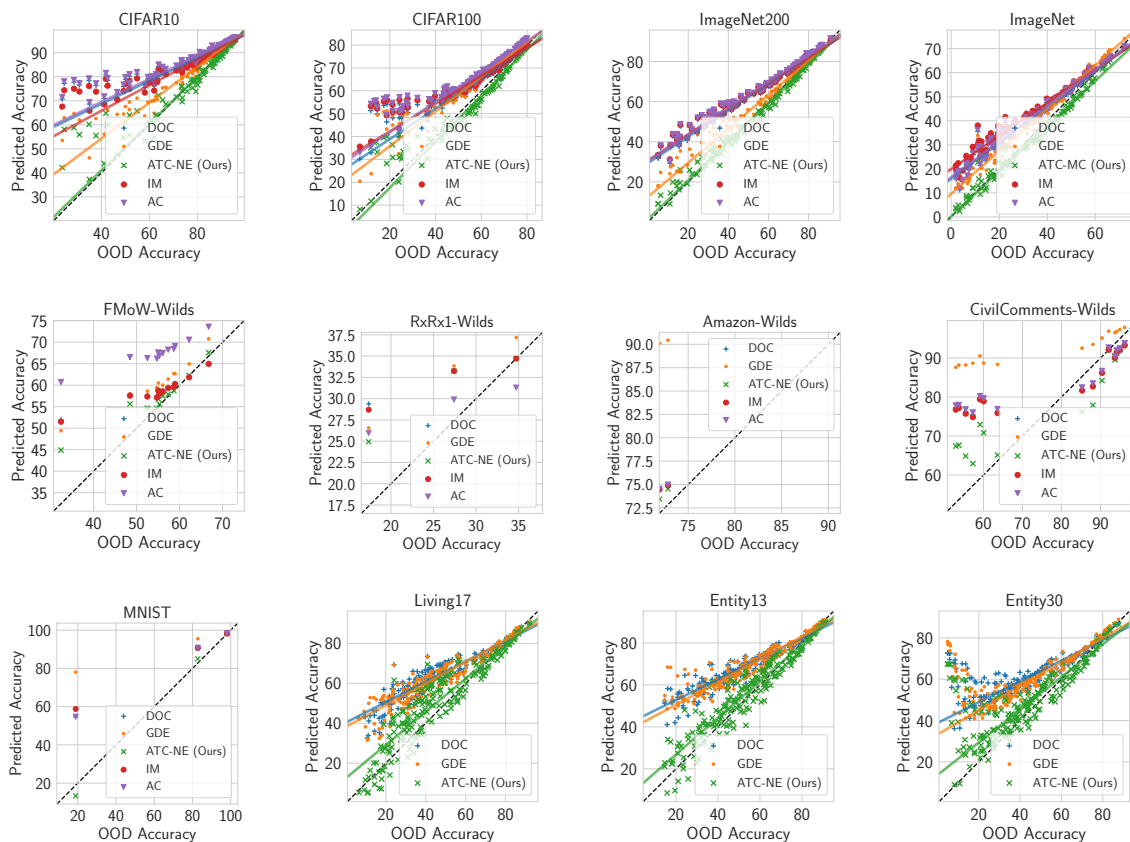 CIFAR10
Predicted Accuracy
90
80
70
60
50
40
30
DOC
GDE
ATC-NE (Ours)
IM
AC
40 60 80
OOD Accuracy
CIFAR100
Predicted Accuracy
80
70
60
50
40
30
20
10
DOC
GDE
ATC-NE (Ours)
IM
AC
20 40 60 80
OOD Accuracy
ImageNet200
Predicted Accuracy
80
60
40
20
DOC
GDE
ATC-NE (Ours)
IM
AC
20 40 60 80
OOD Accuracy
ImageNet
Predicted Accuracy
70
60
50
40
30
20
10
0
DOC
GDE
ATC-MC (Ours)
IM
AC
0 20 40 60
OOD Accuracy
FMoW-Wilds
Predicted Accuracy
75
70
65
60
55
50
45
40
35
DOC
GDE
ATC-NE (Ours)
IM
AC
40 50 60 70
OOD Accuracy
RxRx1-Wilds
Predicted Accuracy
37.5
35.0
32.5
30.0
27.5
25.0
22.5
20.0
17.5
DOC
GDE
ATC-NE (Ours)
IM
AC
20 25 30 35
OOD Accuracy
Amazon-Wilds
Predicted Accuracy
90.0
87.5
85.0
82.5
80.0
77.5
75.0
72.5
DOC
GDE
ATC-NE (Ours)
IM
AC
75 80 85 90
OOD Accuracy
CivilComments-Wilds
Predicted Accuracy
90
80
70
60
DOC
GDE
ATC-NE (Ours)
IM
AC
60 70 80 90
OOD Accuracy
MNIST
Predicted Accuracy
100
80
60
40
20
DOC
GDE
ATC-NE (Ours)
IM
AC
20 40 60 80 100
OOD Accuracy
Living17
Predicted Accuracy
80
60
40
20
DOC
GDE
ATC-NE (Ours)
20 40 60 80
OOD Accuracy
Entity13
Predicted Accuracy
80
60
40
20
DOC
GDE
ATC-NE (Ours)
20 40 60 80
OOD Accuracy
Entity30
Predicted Accuracy
80
60
40
20
DOC
GDE
ATC-NE (Ours)
20 40 60 80
OOD Accuracy